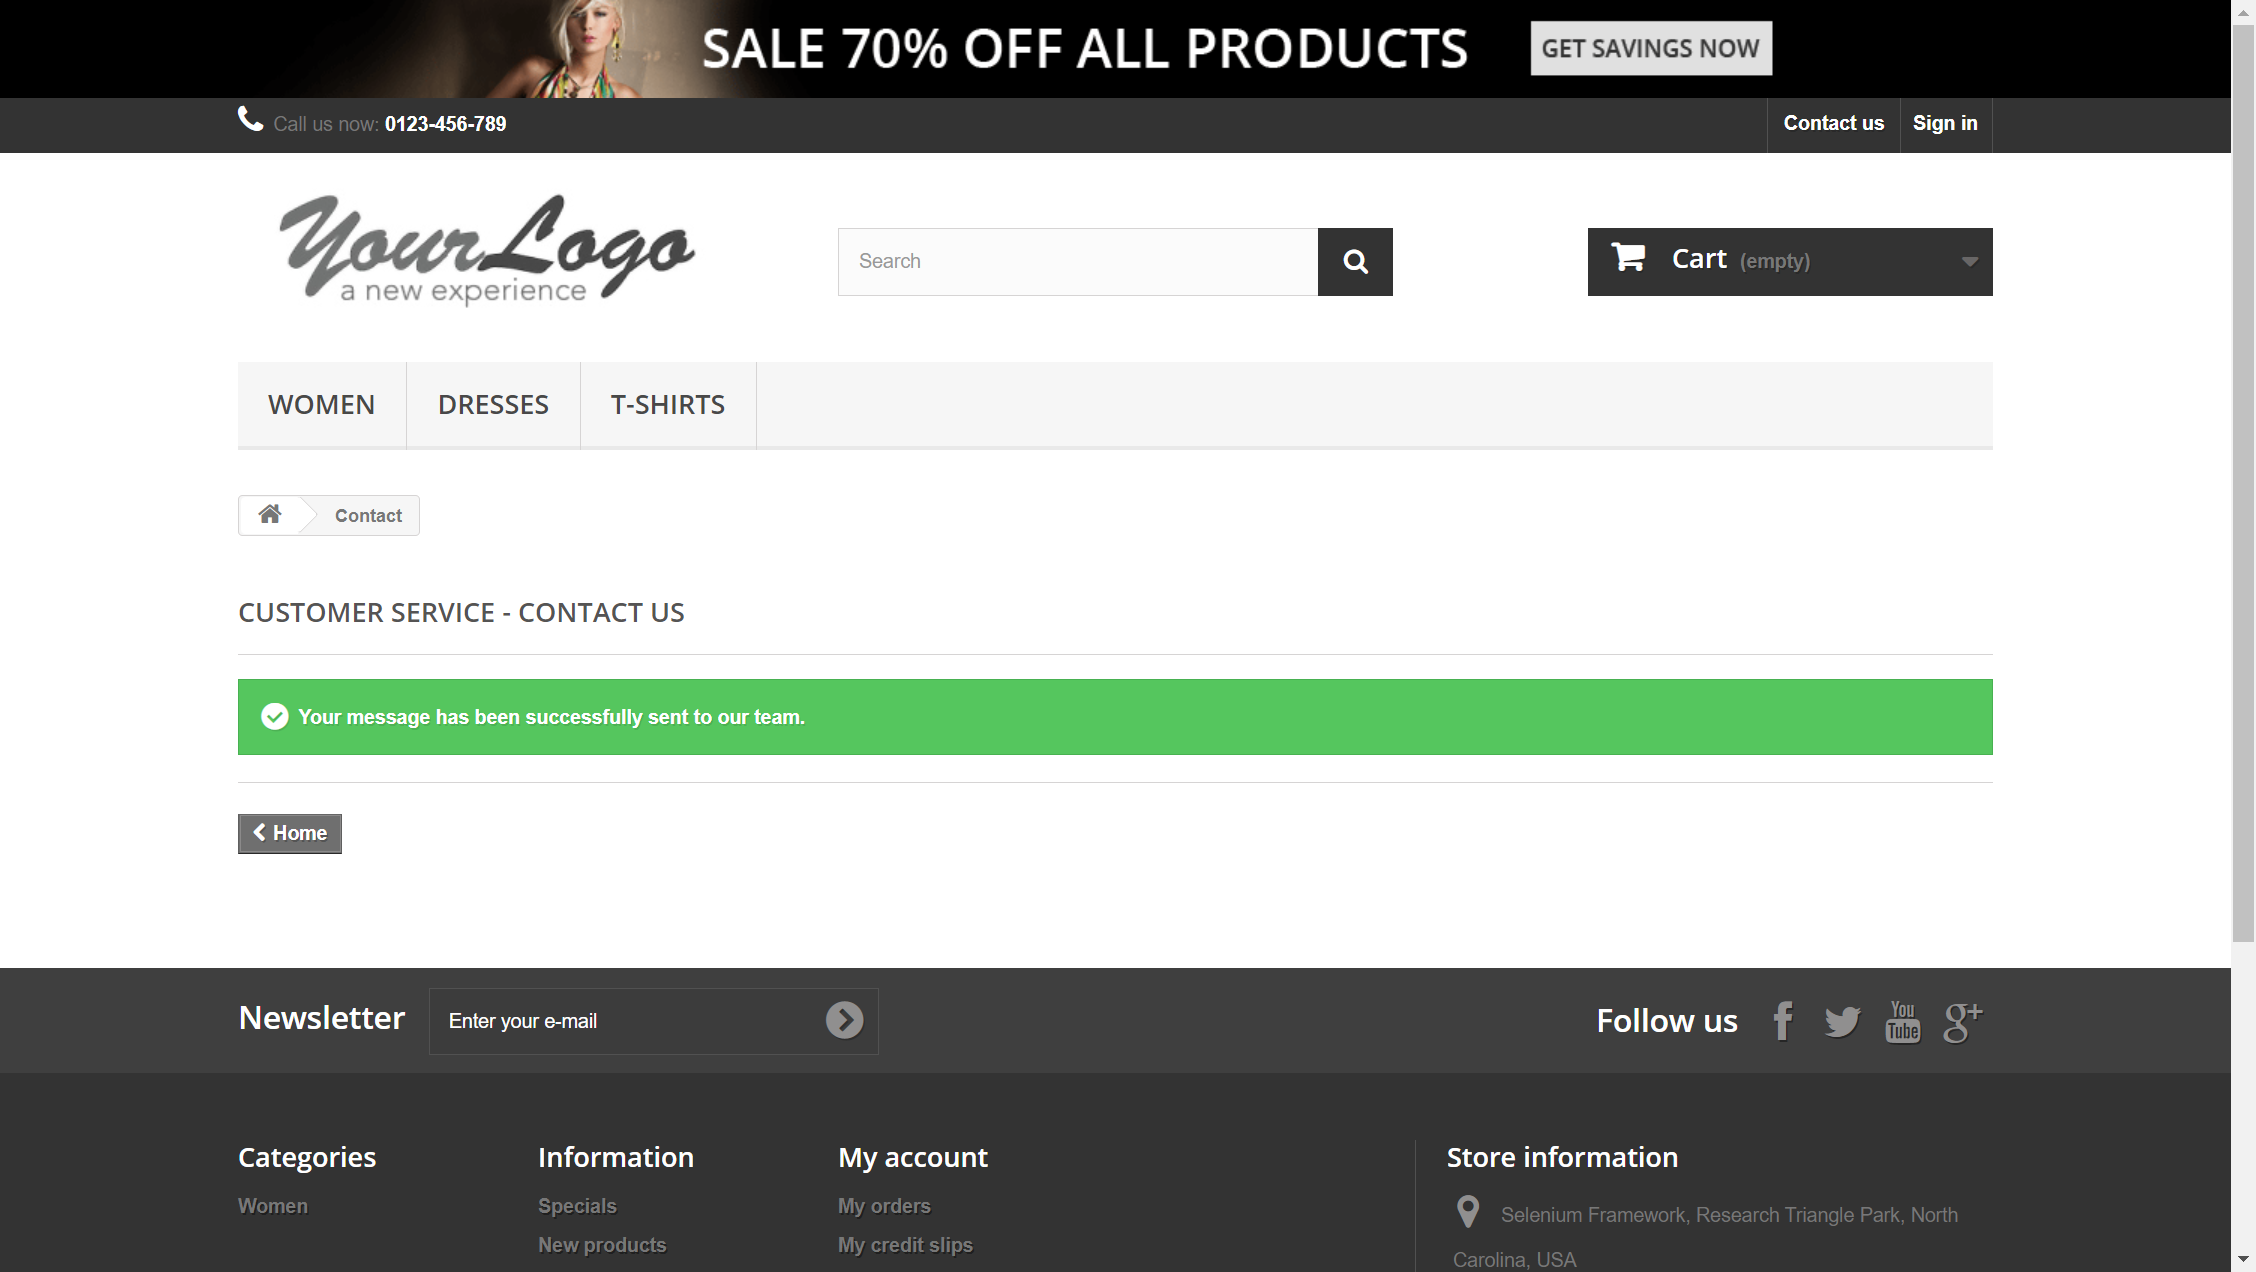 SALE 70% OFF ALL PRODUCTS
GET SAVINGS NOW
Call us now: 0123-456-789
Contact us
Sign in
Your Logo
a new experience
Search
Cart (empty)
WOMEN
DRESSES
T-SHIRTS
Contact
CUSTOMER SERVICE - CONTACT US
Your message has been successfully sent to our team.
Home
Newsletter
Enter your e-mail
Follow us
You
Tube
g+
Categories
Women
Information
Specials
New products
My account
My orders
My credit slips
Store information
Selenium Framework, Research Triangle Park, North
Carolina, USA